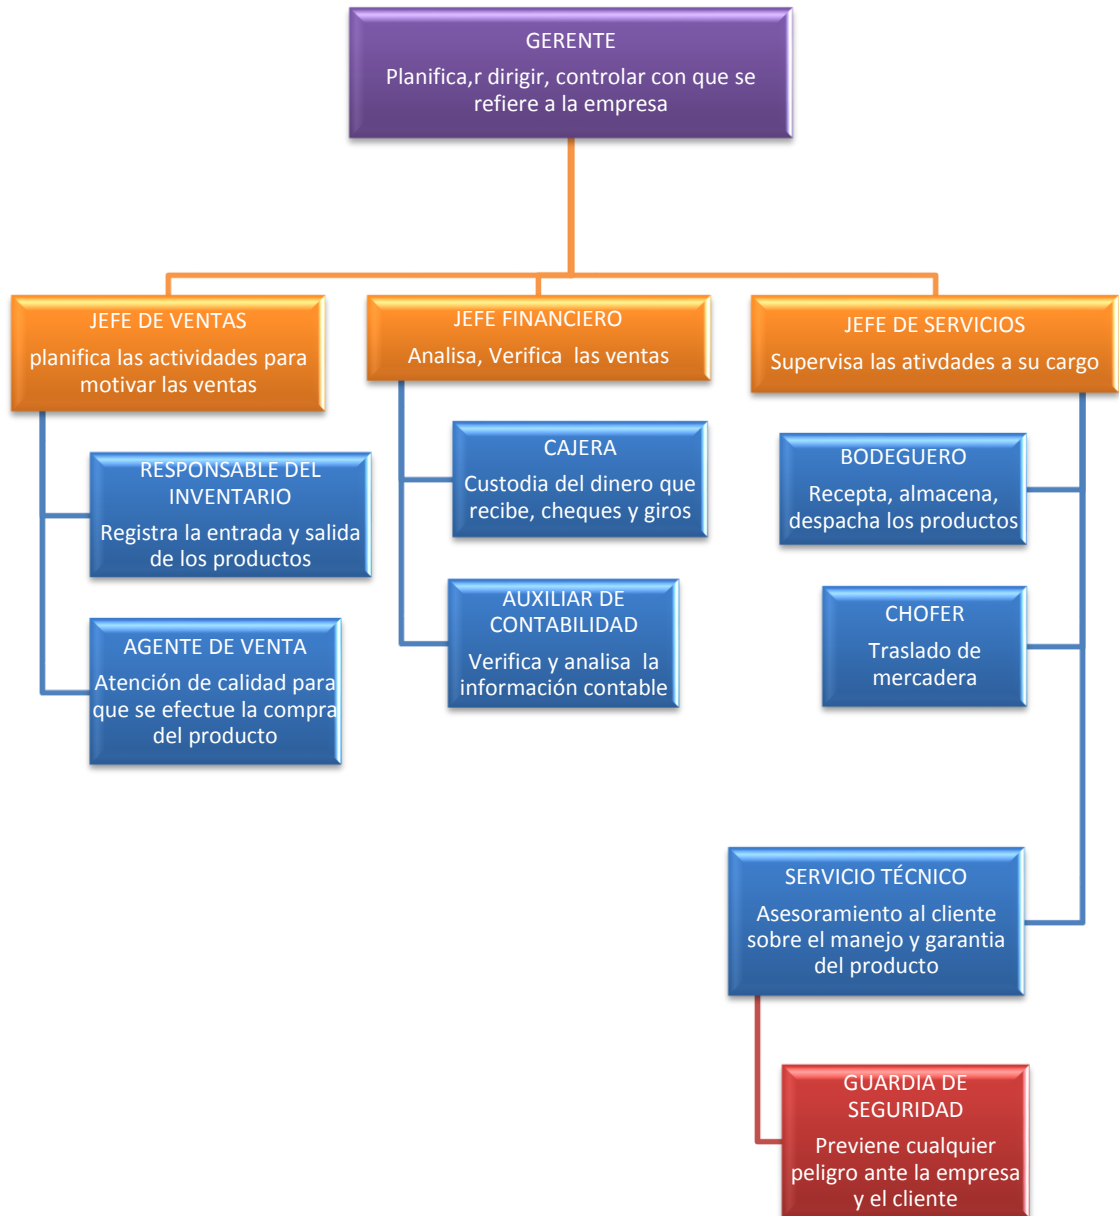 GERENTE
Planifica,r dirigir, controlar con que se
refiere a la empresa
JEFE DE VENTAS
planifica las actividades para
motivar las ventas
JEFE FINANCIERO
Analisa, Verifica  las ventas
JEFE DE SERVICIOS
Supervisa las ativdades a su cargo
RESPONSABLE DEL
INVENTARIO
Registra la entrada y salida
de los productos
AGENTE DE VENTA
Atención de calidad para
que se efectue la compra
del producto
CAJERA
Custodia del dinero que
recibe, cheques y giros
AUXILIAR DE
CONTABILIDAD
Verifica y analisa  la
información contable
BODEGUERO
Recepta, almacena,
despacha los productos
CHOFER
Traslado de
mercadera
SERVICIO TÉCNICO
Asesoramiento al cliente
sobre el manejo y garantia
del producto
GUARDIA DE
SEGURIDAD
Previene cualquier
peligro ante la empresa
y el cliente